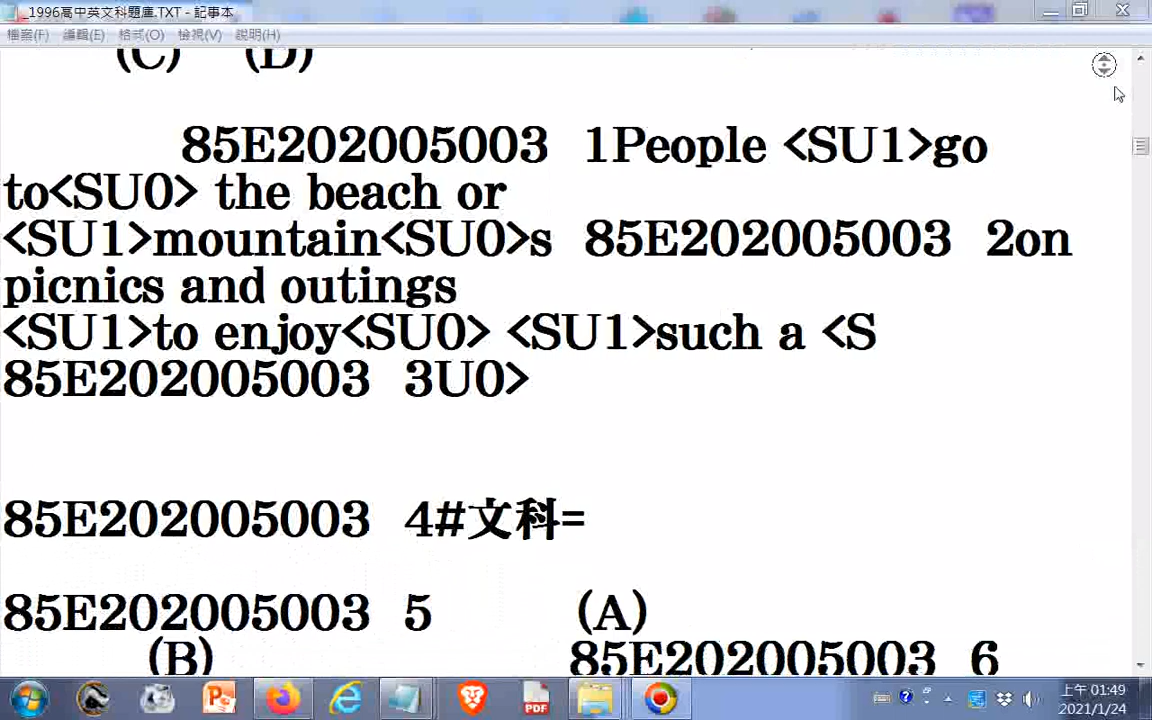 _1996高中英文科題庫.TXT - 記事本
檔案(F) 編輯(E) 格式(O) 檢視(V) 說明(H)
(C) (D)
85E202005003 1People <SU1>go
to<SU0> the beach or
<SU1>mountain<SU0>s 85E202005003 2on
picnics and outings
<SU1>to enjoy<SU0> <SU1>such a <S
85E202005003 3U0>
85E202005003 4#文科=
85E202005003 5 (A)
(B) 85E202005003 6
PDF
上午 01:49
2021/1/24